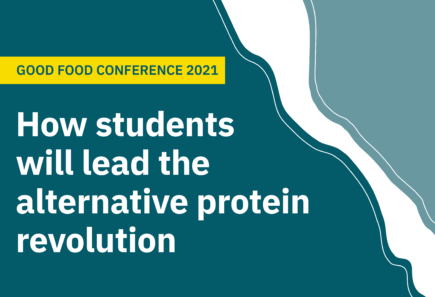 GOOD FOOD CONFERENCE 2021
How students
will lead the
alternative protein
revolution